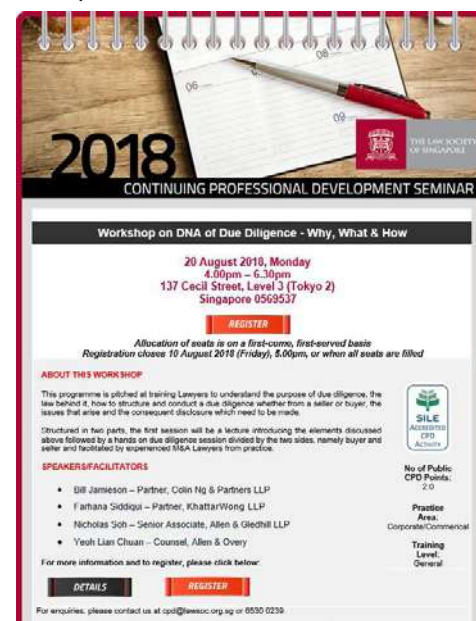 06
08
09
2018
THE LAW SOCIETY
OF SINGAPORE
CONTINUING PROFESSIONAL DEVELOPMENT SEMINAR
Workshop on DNA of Due Diligence - Why, What & How
20 August 2018, Monday
4.00pm – 6.30pm
137 Cecil Street, Level 3 (Tokyo 2)
Singapore 0569537
REGISTER
Allocation of seats is on a first-come, first-served basis
Registration closes 10 August 2018 (Friday), 5.00pm, or when all seats are filled
ABOUT THIS WORKSHOP
This programme is pitched at training Lawyers to understand the purpose of due diligence, the
law behind it, how to structure and conduct a due diligence whether from a seller or buyer, the
issues that arise and the consequent disclosure which need to be made.
Structured in two parts, the first session will be a lecture introducing the elements discussed
above followed by a hands on due diligence session divided by the two sides, namely buyer and
seller and facilitated by experienced M&A Lawyers from practice.
SILE
ACCREDITED
CPD
ACTIVITY
SPEAKERS/FACILITATORS
• Bill Jamieson – Partner, Colin Ng & Partners LLP
• Farhana Siddiqui – Partner, KhattarWong LLP
• Nicholas Soh – Senior Associate, Allen & Gledhill LLP
• Yeoh Lian Chuan – Counsel, Allen & Overy
No of Public
CPD Points:
2.0
Practice
Area:
Corporate/Commerical
Training
Level:
General
For more information and to register, please click below:
DETAILS
REGISTER
For enquiries, please contact us at cpd@lawsoc.org.sg or 6530 0239